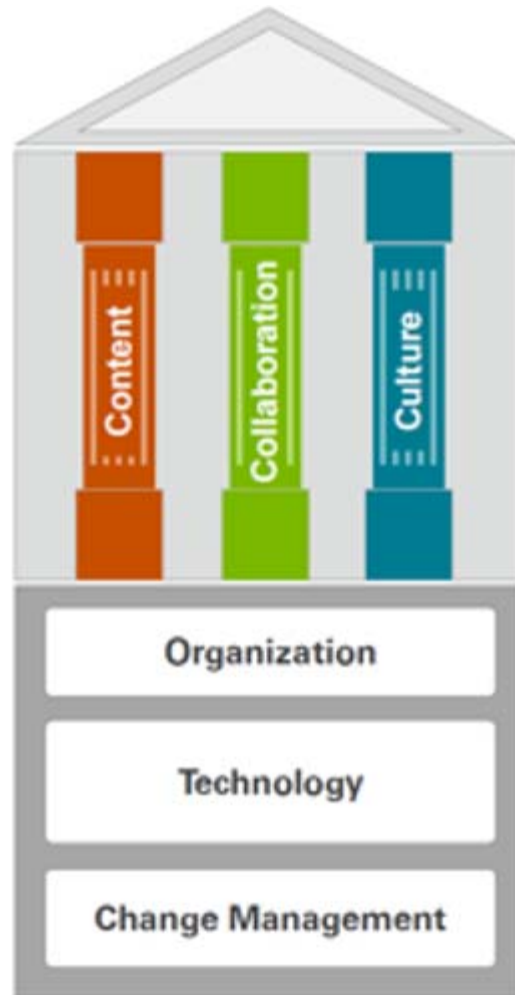 Content
Collaboration
Culture
Organization
Technology
Change Management